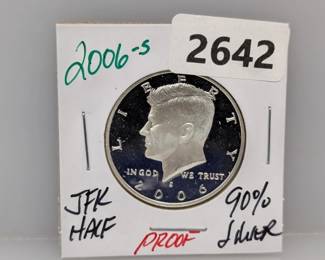 2006-S
2642
LIBERTY
IN GOD WE TRUST
S
2006
JFK
HALF
PROOF
90%
SILVER